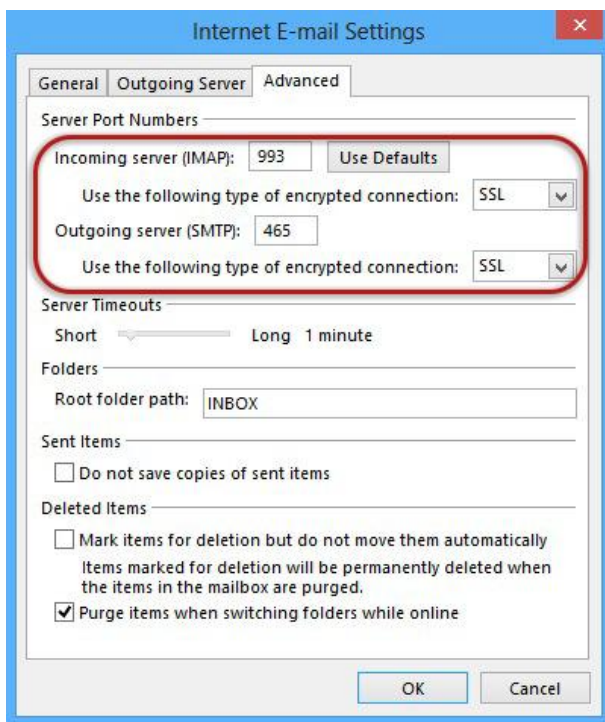 Internet E-mail Settings
General Outgoing Server Advanced
Server Port Numbers
Incoming server (IMAP): 993 Use Defaults
Use the following type of encrypted connection: SSL
Outgoing server (SMTP): 465
Use the following type of encrypted connection: SSL
Server Timeouts
Short Long 1 minute
Folders
Root folder path: INBOX
Sent Items
Do not save copies of sent items
Deleted Items
Mark items for deletion but do not move them automatically
Items marked for deletion will be permanently deleted when
the items in the mailbox are purged.
Purge items when switching folders while online
OK Cancel